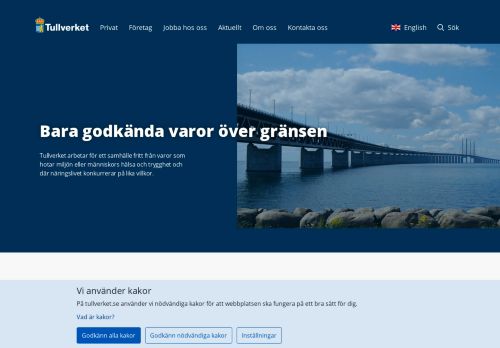 Tullverket
Privat
Företag
Jobba hos oss
Aktuellt
Om oss
Kontakta oss
English
Sök
Bara godkända varor över gränsen
Tullverket arbetar för ett samhälle fritt från varor som
hotar miljön eller människors hälsa och trygghet och
där näringslivet konkurrerar på lika villkor.
Vi använder kakor
På tullverket.se använder vi nödvändiga kakor för att webbplatsen ska fungera på ett bra sätt för dig.
Vad är kakor?
Godkänn alla kakor
Godkänn nödvändiga kakor
Inställningar